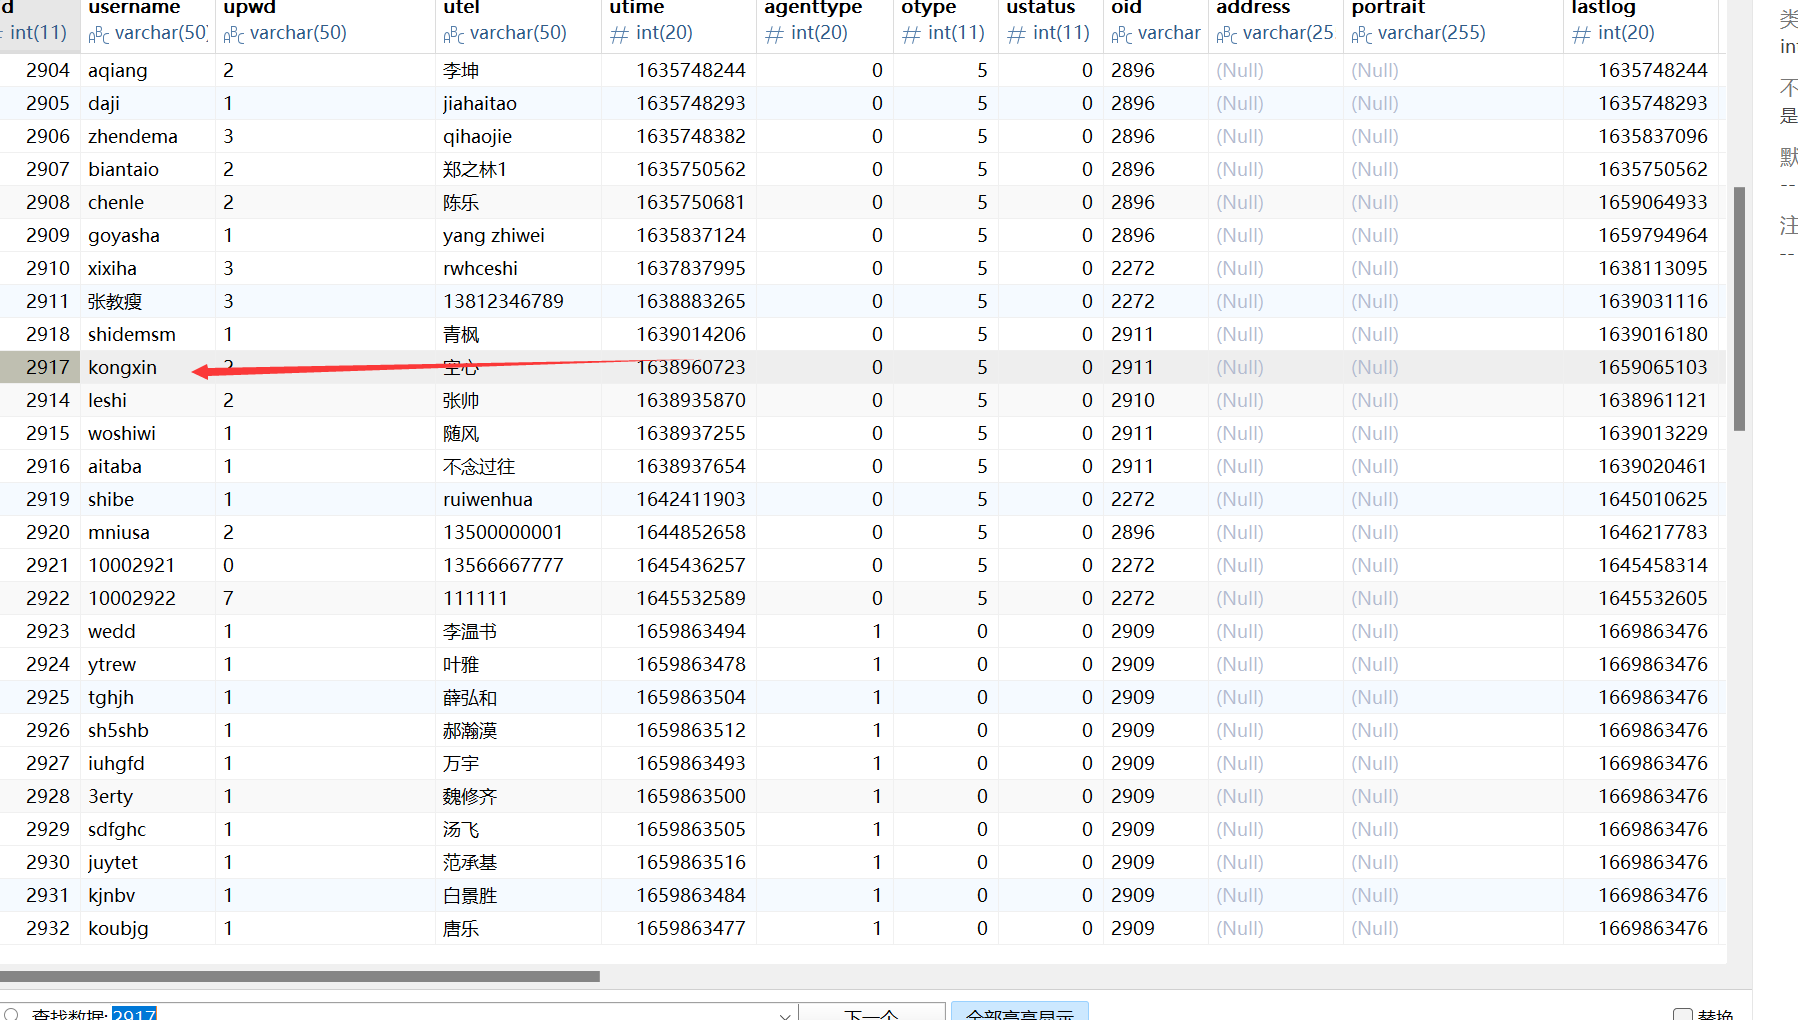 d username upwd utel utime agenttype otype ustatus oid address portrait lastlog
int(11) ABC varchar(50) ABC varchar(50) ABC varchar(50) # int(20) # int(20) # int(11) # int(11) ABC varchar ABC varchar(25 ABC varchar(255) # int(20)
2904 aqiang 2 李坤 1635748244 0 5 0 2896 (Null) (Null) 1635748244
2905 daji 1 jiahaitao 1635748293 0 5 0 2896 (Null) (Null) 1635748293
2906 zhendema 3 qihaojie 1635748382 0 5 0 2896 (Null) (Null) 1635837096
2907 biantaio 2 郑之林1 1635750562 0 5 0 2896 (Null) (Null) 1635750562
2908 chenle 2 陈乐 1635750681 0 5 0 2896 (Null) (Null) 1659064933
2909 goyasha 1 yang zhiwei 1635837124 0 5 0 2896 (Null) (Null) 1659794964
2910 xixiha 3 rwhceshi 1637837995 0 5 0 2272 (Null) (Null) 1638113095
2911 张教瘦 3 13812346789 1638883265 0 5 0 2272 (Null) (Null) 1639031116
2918 shidemsm 1 青枫 1639014206 0 5 0 2911 (Null) (Null) 1639016180
2917 kongxin 2 空心 1638960723 0 5 0 2911 (Null) (Null) 1659065103
2914 leshi 2 张帅 1638935870 0 5 0 2910 (Null) (Null) 1638961121
2915 woshiwi 1 随风 1638937255 0 5 0 2911 (Null) (Null) 1639013229
2916 aitaba 1 不念过往 1638937654 0 5 0 2911 (Null) (Null) 1639020461
2919 shibe 1 ruiwenhua 1642411903 0 5 0 2272 (Null) (Null) 1645010625
2920 mniusa 2 13500000001 1644852658 0 5 0 2896 (Null) (Null) 1646217783
2921 10002921 0 13566667777 1645436257 0 5 0 2272 (Null) (Null) 1645458314
2922 10002922 7 111111 1645532589 0 5 0 2272 (Null) (Null) 1645532605
2923 wedd 1 李温书 1659863494 1 0 0 2909 (Null) (Null) 1669863476
2924 ytrew 1 叶雅 1659863478 1 0 0 2909 (Null) (Null) 1669863476
2925 tghjh 1 薛弘和 1659863504 1 0 0 2909 (Null) (Null) 1669863476
2926 sh5shb 1 郝瀚漠 1659863512 1 0 0 2909 (Null) (Null) 1669863476
2927 iuhgfd 1 万宇 1659863493 1 0 0 2909 (Null) (Null) 1669863476
2928 3erty 1 魏修齐 1659863500 1 0 0 2909 (Null) (Null) 1669863476
2929 sdfghc 1 汤飞 1659863505 1 0 0 2909 (Null) (Null) 1669863476
2930 juytet 1 范承基 1659863516 1 0 0 2909 (Null) (Null) 1669863476
2931 kjnbv 1 白景胜 1659863484 1 0 0 2909 (Null) (Null) 1669863476
2932 koubjg 1 唐乐 1659863477 1 0 0 2909 (Null) (Null) 1669863476
查找数据: 2917 下一个 全部高亮显示 替换
类
int
不
是
默
--
注
--